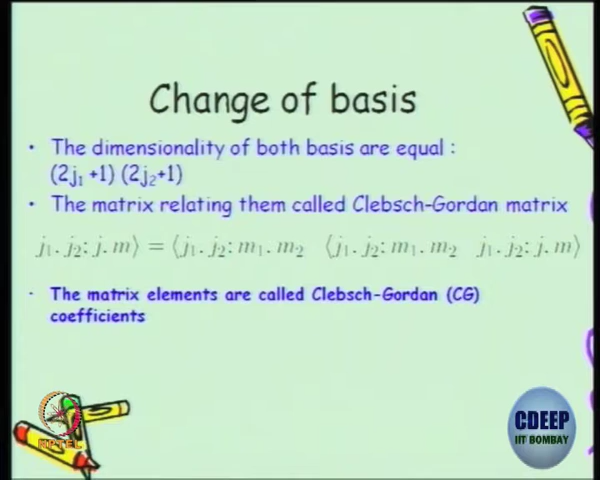 Change of basis
• The dimensionality of both basis are equal :
(2j₁ +1) (2j₂+1)
• The matrix relating them called Clebsch-Gordan matrix
j₁. j₂: j. m⟩ = ⟨j₁. j₂: m₁. m₂ ⟨j₁. j₂: m₁. m₂ j₁. j₂: j. m⟩
• The matrix elements are called Clebsch-Gordan (CG)
coefficients
NPTEL
CDEEP
IIT BOMBAY